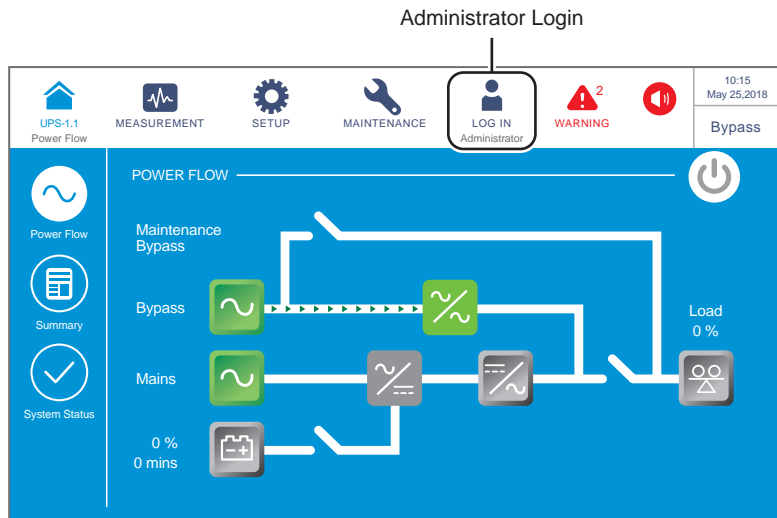 Administrator Login
UPS-1.1
Power Flow
MEASUREMENT
SETUP
MAINTENANCE
LOG IN
Administrator
2
WARNING
10:15
May 25,2018
Bypass
POWER FLOW
Power Flow
Summary
System Status
Maintenance
Bypass
Bypass
Mains
0 %
0 mins
Load
0 %